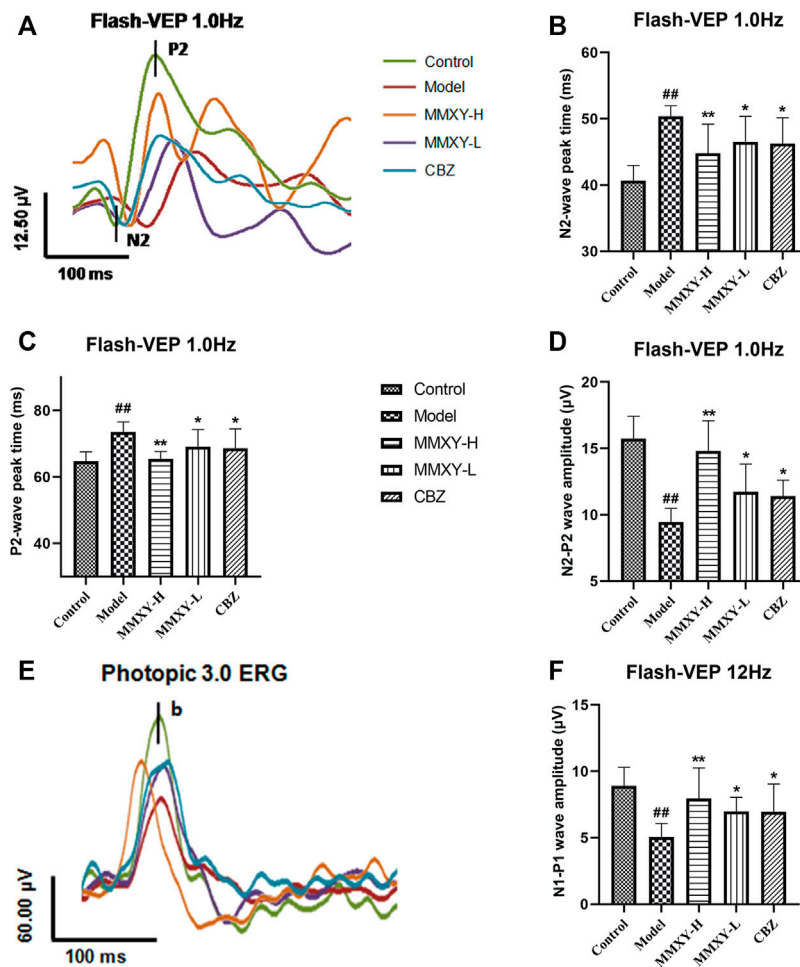 A
Flash-VEP 1.0Hz
P2
N2
12.50 µV
100 ms
Control
Model
MMXY-H
MMXY-L
CBZ
B
Flash-VEP 1.0Hz
N2-wave peak time (ms)
60
50
40
30
##
**
*
*
Control
Model
MMXY-H
MMXY-L
CBZ
C
Flash-VEP 1.0Hz
P2-wave peak time (ms)
80
60
40
##
**
*
*
Control
Model
MMXY-H
MMXY-L
CBZ
Control
Model
MMXY-H
MMXY-L
CBZ
D
Flash-VEP 1.0Hz
N2-P2 wave amplitude (µV)
20
15
10
5
##
**
*
*
Control
Model
MMXY-H
MMXY-L
CBZ
E
Photopic 3.0 ERG
b
60.00 µV
100 ms
F
Flash-VEP 12Hz
N1-P1 wave amplitude (µV)
15
10
5
0
##
**
*
*
Control
Model
MMXY-H
MMXY-L
CBZ